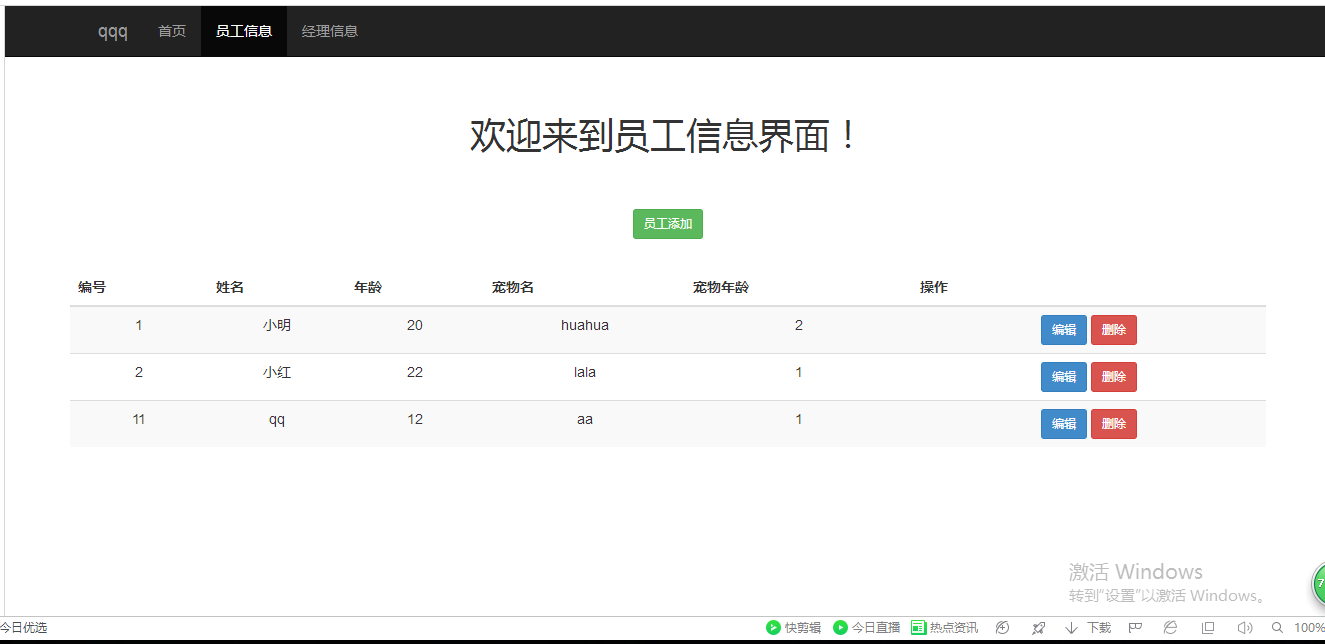 qqq 首页 员工信息 经理信息
欢迎来到员工信息界面！
员工添加
编号 姓名 年龄 宠物名 宠物年龄 操作
1 小明 20 huahua 2 编辑 删除
2 小红 22 lala 1 编辑 删除
11 qq 12 aa 1 编辑 删除
激活 Windows
转到"设置"以激活 Windows。
7
今日优选 快剪辑 今日直播 热点资讯 下载 100%